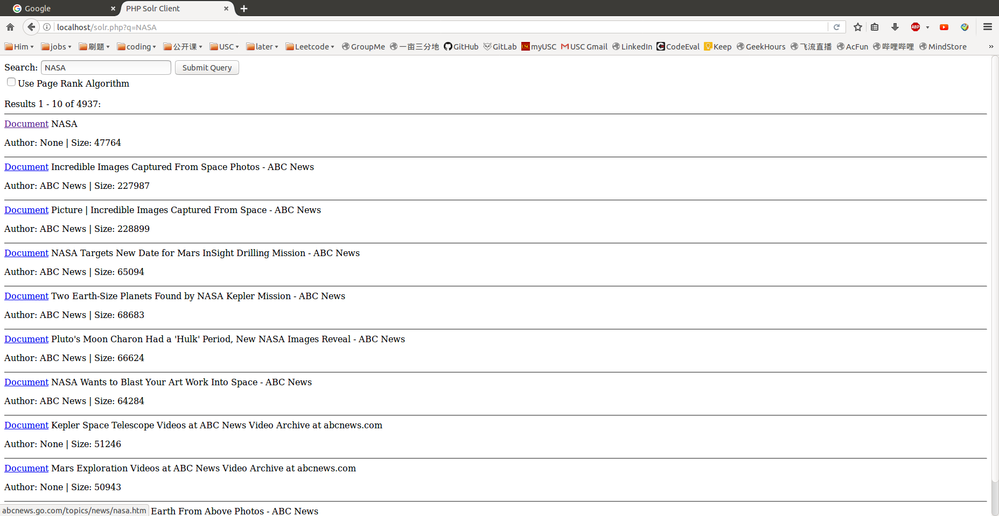 Google
PHP Solr Client
localhost/solr.php?q=NASA
ABP
Him jobs 刷题 coding 公开课 USC later Leetcode GroupMe 一亩三分地 GitHub GitLab USC myUSC USC Gmail LinkedIn CodeEval Keep GeekHours 飞流直播 AcFun 哔哩哔哩 MindStore »
Search: NASA Submit Query
Use Page Rank Algorithm
Results 1 - 10 of 4937:
Document NASA
Author: None | Size: 47764
Document Incredible Images Captured From Space Photos - ABC News
Author: ABC News | Size: 227987
Document Picture | Incredible Images Captured From Space - ABC News
Author: ABC News | Size: 228899
Document NASA Targets New Date for Mars InSight Drilling Mission - ABC News
Author: ABC News | Size: 65094
Document Two Earth-Size Planets Found by NASA Kepler Mission - ABC News
Author: ABC News | Size: 68683
Document Pluto's Moon Charon Had a 'Hulk' Period, New NASA Images Reveal - ABC News
Author: ABC News | Size: 66624
Document NASA Wants to Blast Your Art Work Into Space - ABC News
Author: ABC News | Size: 64284
Document Kepler Space Telescope Videos at ABC News Video Archive at abcnews.com
Author: None | Size: 51246
Document Mars Exploration Videos at ABC News Video Archive at abcnews.com
Author: None | Size: 50943
abcnews.go.com/topics/news/nasa.htm Earth From Above Photos - ABC News